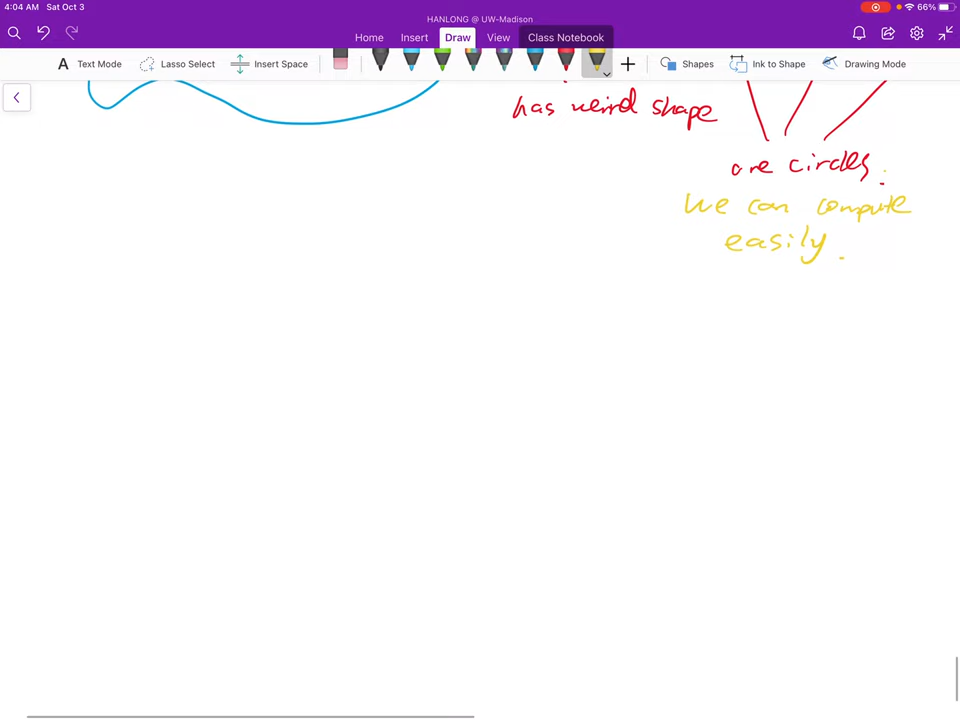 4:04 AM Sat Oct 3
66%
HANLONG @ UW-Madison
Home Insert Draw View Class Notebook
Text Mode Lasso Select Insert Space Shapes Ink to Shape Drawing Mode
has weird shape
are circles.
We can compute
easily.